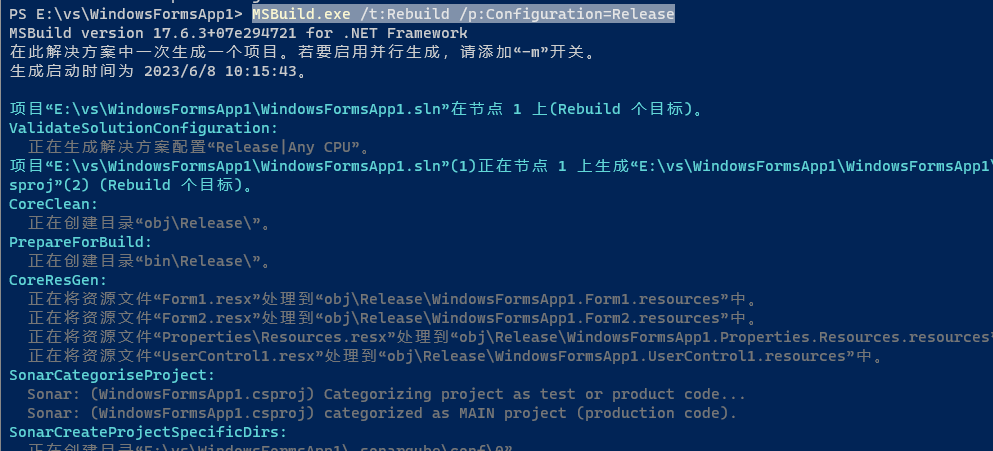 PS E:\vs\WindowsFormsApp1> MSBuild.exe /t:Rebuild /p:Configuration=Release
MSBuild version 17.6.3+07e294721 for .NET Framework
在此解决方案中一次生成一个项目。若要启用并行生成，请添加“-m”开关。
生成启动时间为 2023/6/8 10:15:43。
项目“E:\vs\WindowsFormsApp1\WindowsFormsApp1.sln”在节点 1 上(Rebuild 个目标)。
ValidateSolutionConfiguration:
正在生成解决方案配置“Release|Any CPU”。
项目“E:\vs\WindowsFormsApp1\WindowsFormsApp1.sln”(1)正在节点 1 上生成“E:\vs\WindowsFormsApp1\WindowsFormsApp1\
sproj”(2) (Rebuild 个目标)。
CoreClean:
正在创建目录“obj\Release\”。
PrepareForBuild:
正在创建目录“bin\Release\”。
CoreResGen:
正在将资源文件“Form1.resx”处理到“obj\Release\WindowsFormsApp1.Form1.resources”中。
正在将资源文件“Form2.resx”处理到“obj\Release\WindowsFormsApp1.Form2.resources”中。
正在将资源文件“Properties\Resources.resx”处理到“obj\Release\WindowsFormsApp1.Properties.Resources.resources”
正在将资源文件“UserControl1.resx”处理到“obj\Release\WindowsFormsApp1.UserControl1.resources”中。
SonarCategoriseProject:
Sonar: (WindowsFormsApp1.csproj) Categorizing project as test or product code...
Sonar: (WindowsFormsApp1.csproj) categorized as MAIN project (production code).
SonarCreateProjectSpecificDirs:
正在创建目录“E:\vs\WindowsFormsApp1\.sonarqube\conf\0”